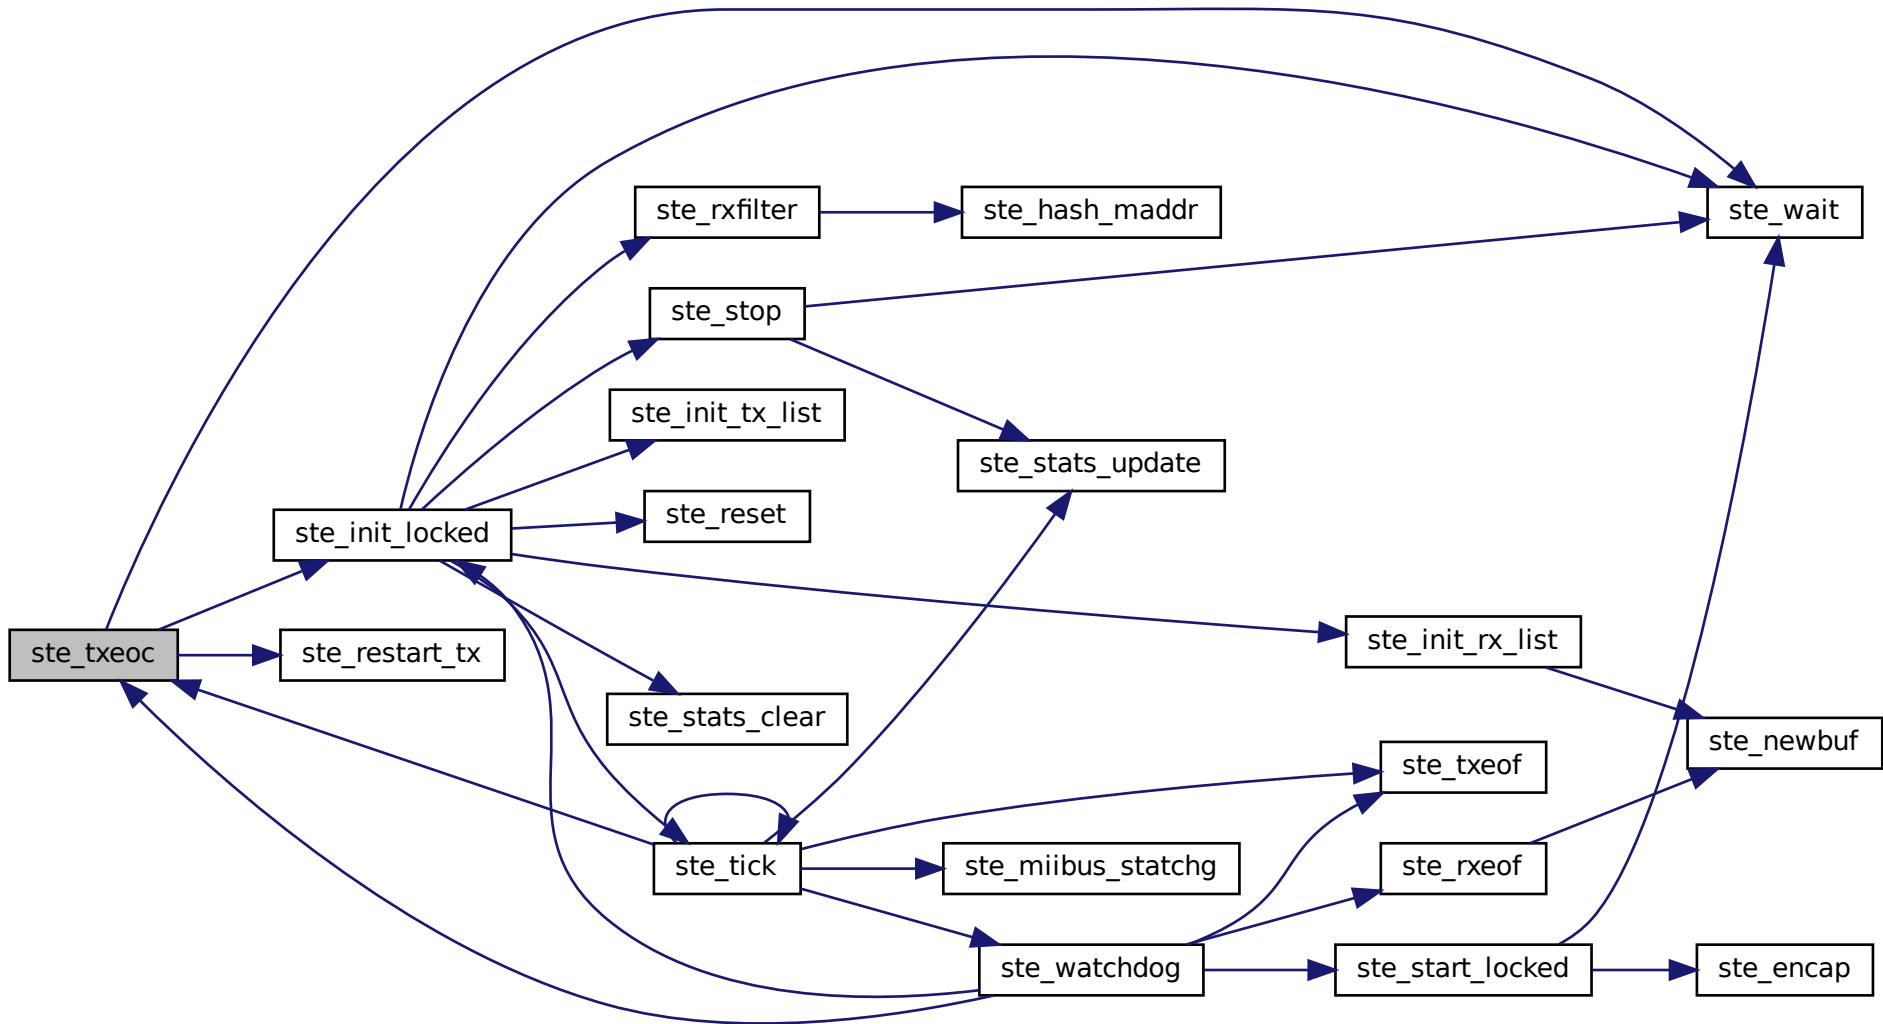 ste_rxfilter
ste_hash_maddr
ste_wait
ste_stop
ste_init_tx_list
ste_stats_update
ste_reset
ste_init_locked
ste_txeoc
ste_restart_tx
ste_init_rx_list
ste_stats_clear
ste_newbuf
ste_txeof
ste_tick
ste_miibus_statchg
ste_rxeof
ste_watchdog
ste_start_locked
ste_encap